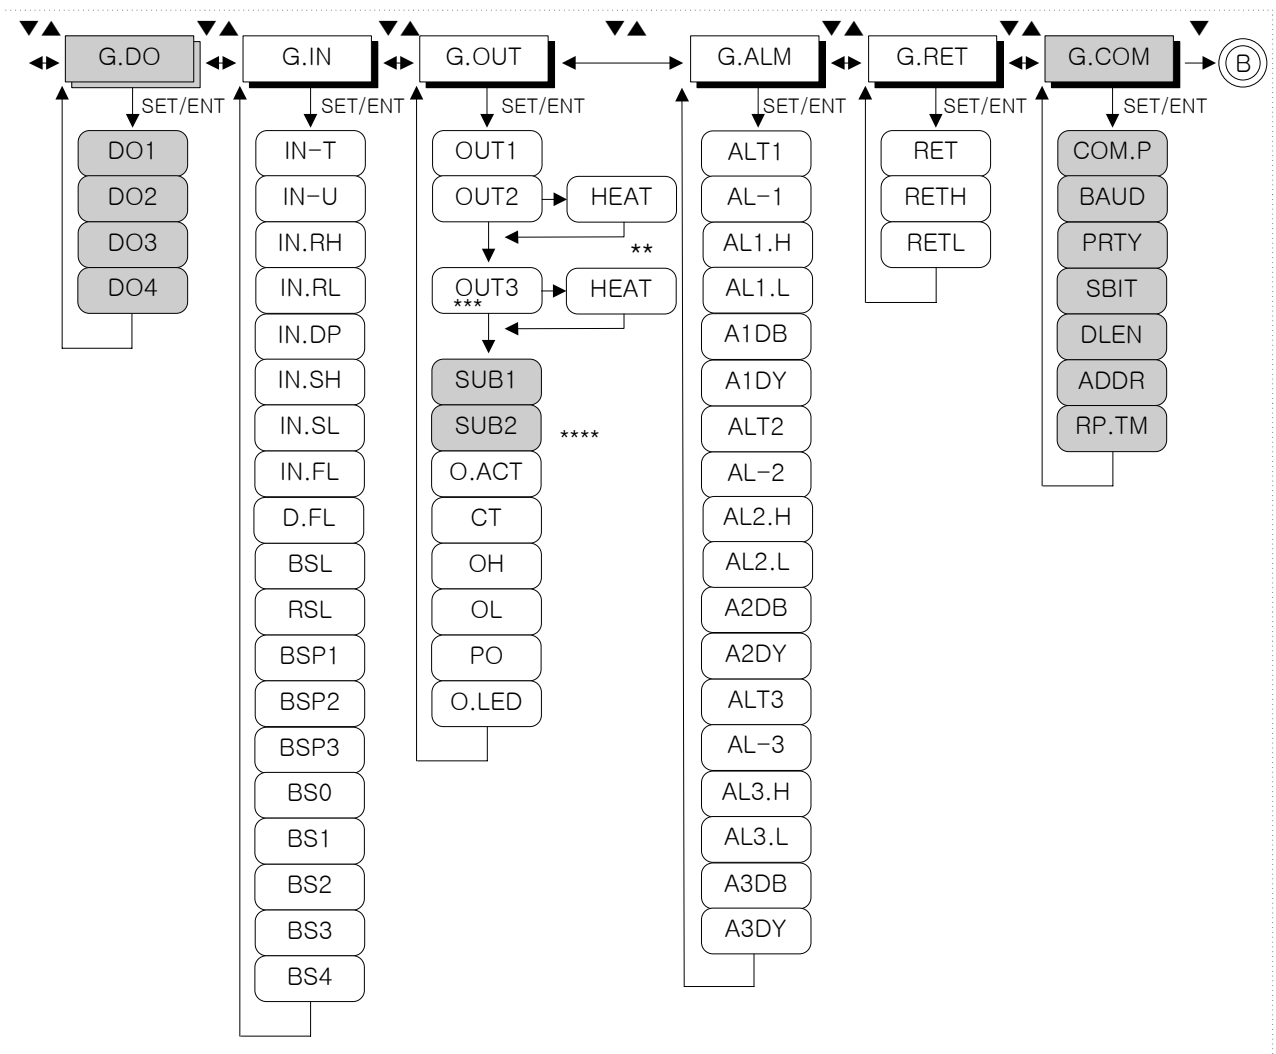 ▼▲ ▼▲ ▼▲ ▼▲ ▼▲ ▼▲ ▼
G.DO
SET/ENT
DO1
DO2
DO3
DO4
G.IN
SET/ENT
IN-T
IN-U
IN.RH
IN.RL
IN.DP
IN.SH
IN.SL
IN.FL
D.FL
BSL
RSL
BSP1
BSP2
BSP3
BS0
BS1
BS2
BS3
BS4
G.OUT
SET/ENT
OUT1
OUT2
HEAT
**
OUT3
***
HEAT
SUB1
SUB2
****
O.ACT
CT
OH
OL
PO
O.LED
G.ALM
SET/ENT
ALT1
AL-1
AL1.H
AL1.L
A1DB
A1DY
ALT2
AL-2
AL2.H
AL2.L
A2DB
A2DY
ALT3
AL-3
AL3.H
AL3.L
A3DB
A3DY
G.RET
SET/ENT
RET
RETH
RETL
G.COM
SET/ENT
COM.P
BAUD
PRTY
SBIT
DLEN
ADDR
RP.TM
B